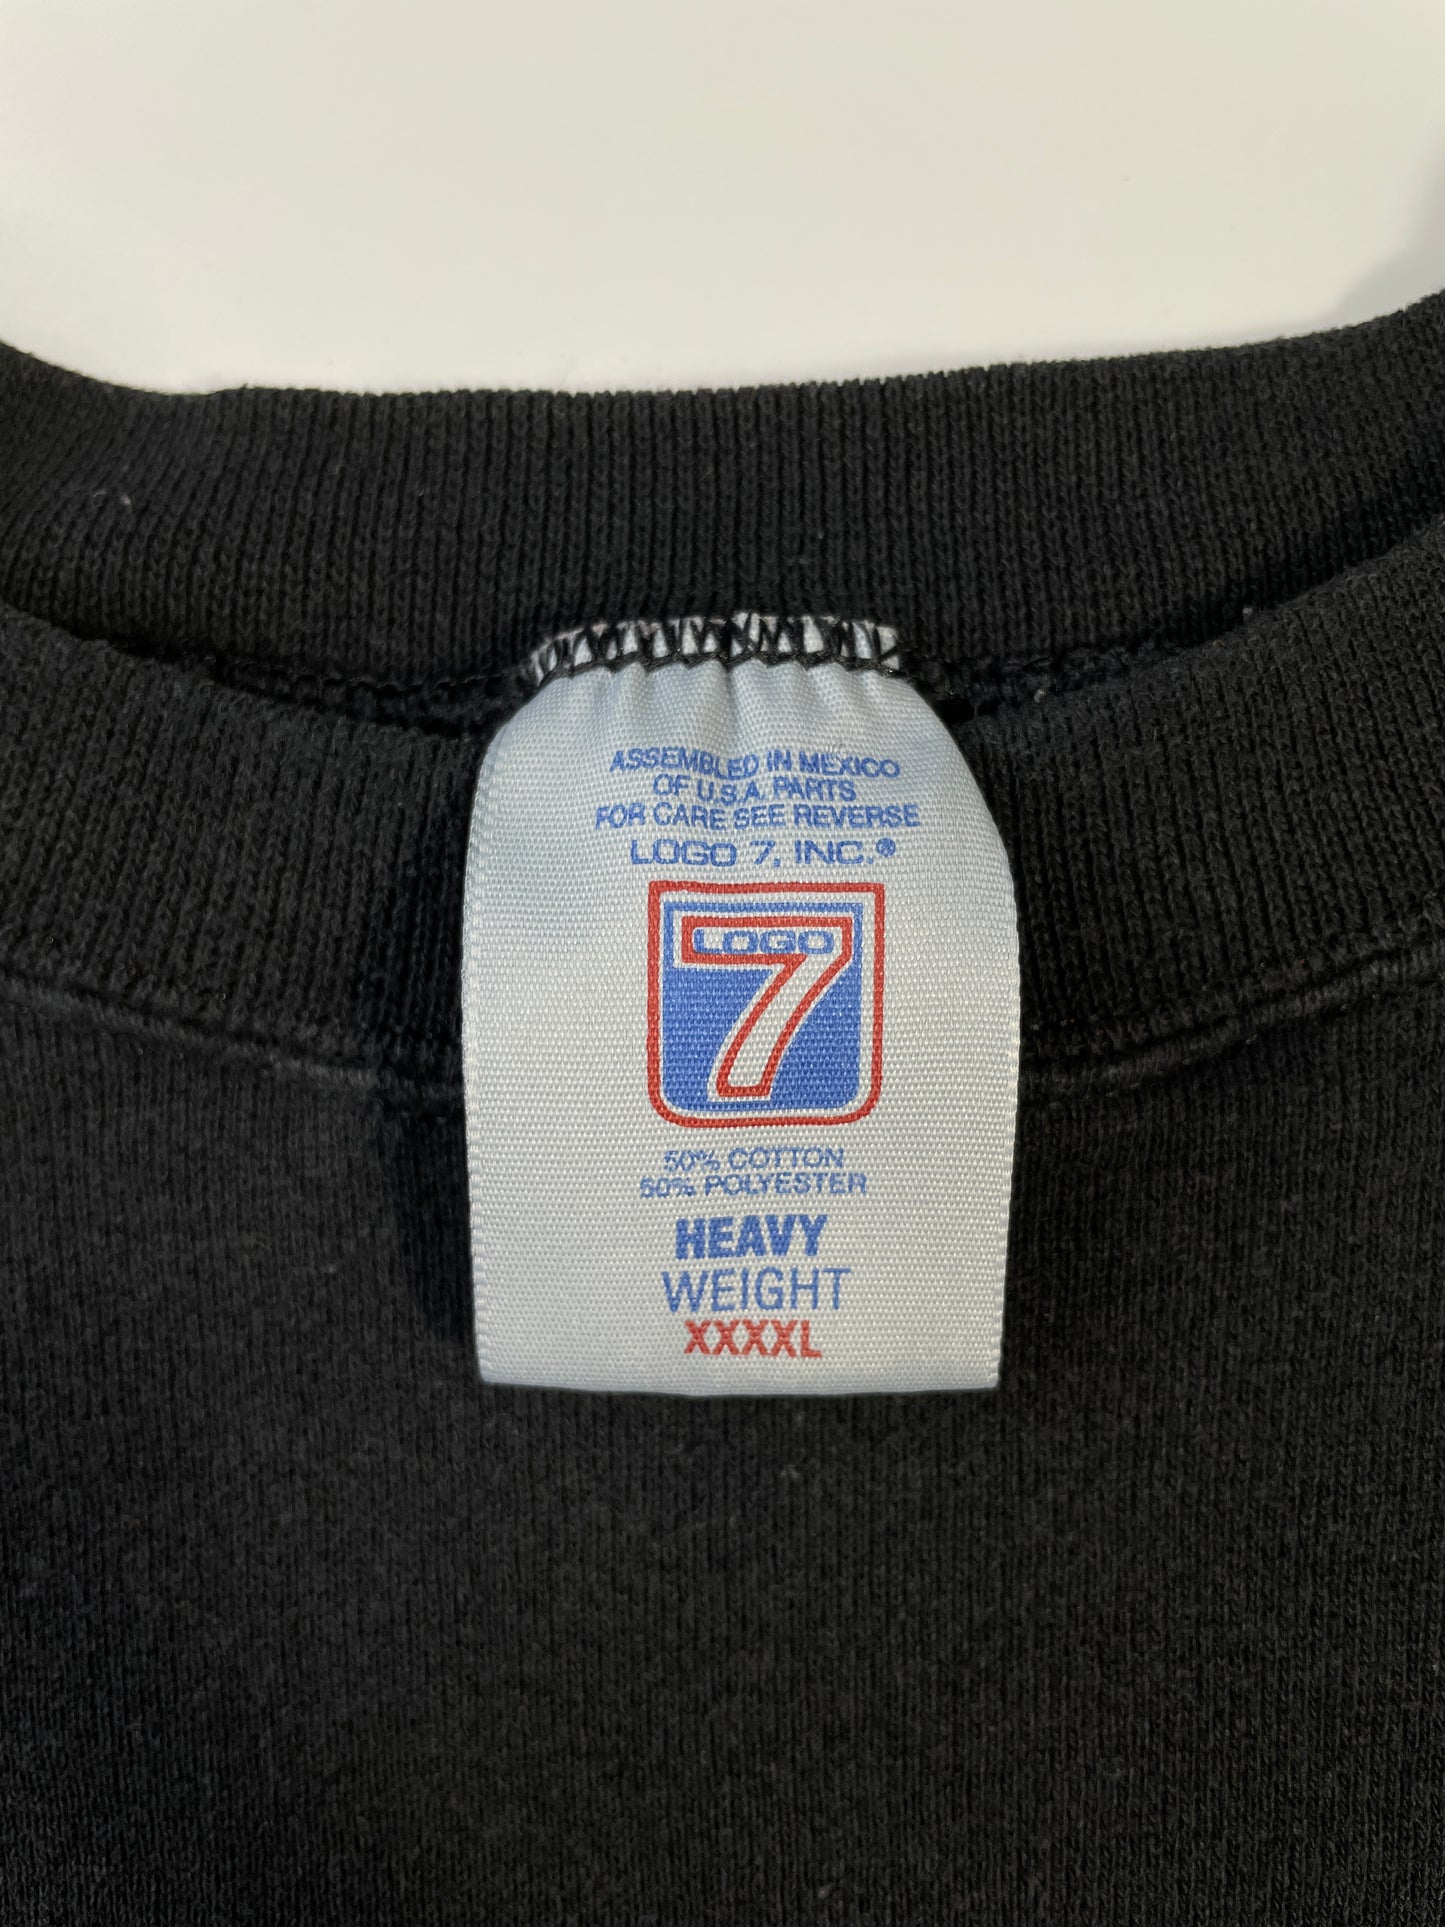 ASSEMBLED IN MEXICO
OF U.S.A. PARTS
FOR CARE SEE REVERSE
LOGO 7, INC.®
LOGO
7
50% COTTON
50% POLYESTER
HEAVY
WEIGHT
XXXXL